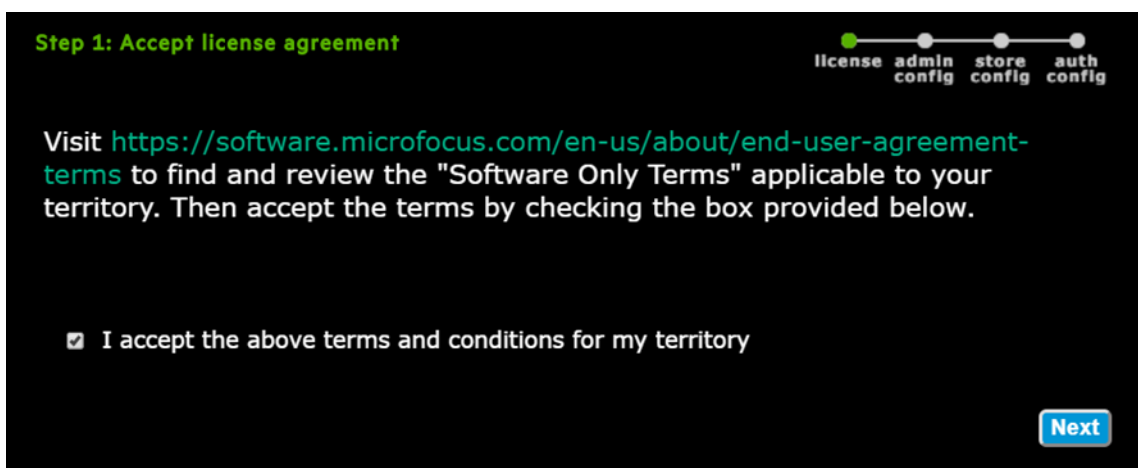 Step 1: Accept license agreement
license admin config store config auth config
Visit https://software.microfocus.com/en-us/about/end-user-agreement-
terms to find and review the "Software Only Terms" applicable to your
territory. Then accept the terms by checking the box provided below.
I accept the above terms and conditions for my territory
Next